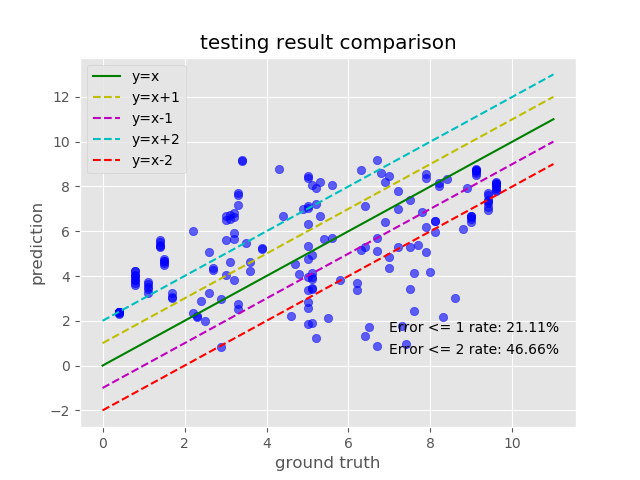 testing result comparison
y=x
y=x+1
y=x-1
y=x+2
y=x-2
12
10
8
6
4
2
0
−2
prediction
Error <= 1 rate: 21.11%
Error <= 2 rate: 46.66%
0 2 4 6 8 10
ground truth